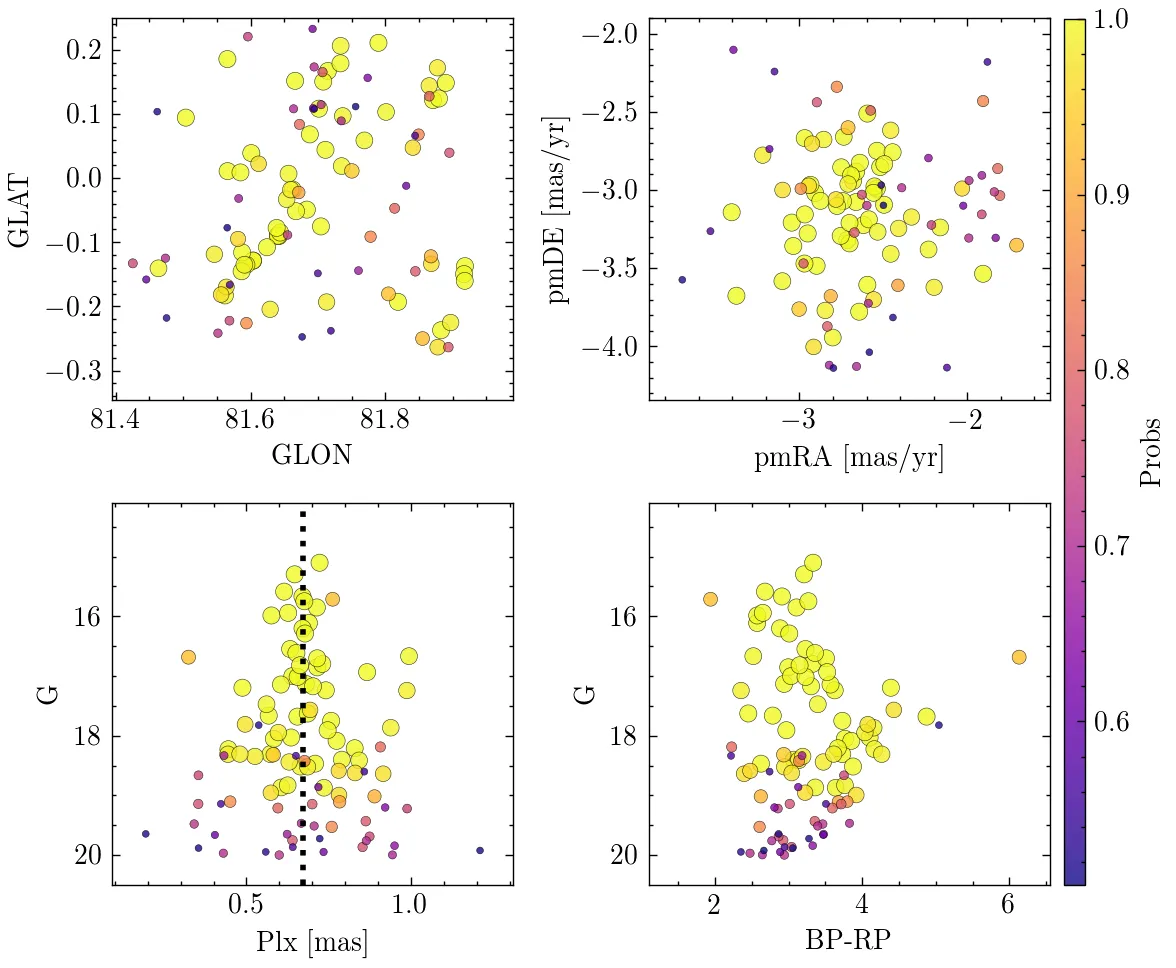 0.2
0.1
0.0
−0.1
−0.2
−0.3
GLAT
81.4 81.6 81.8
GLON
−2.0
−2.5
−3.0
−3.5
−4.0
pmDE [mas/yr]
−3 −2
pmRA [mas/yr]
1.0
0.9
0.8
0.7
0.6
Probs
16
18
20
G
0.5 1.0
Plx [mas]
16
18
20
G
2 4 6
BP-RP